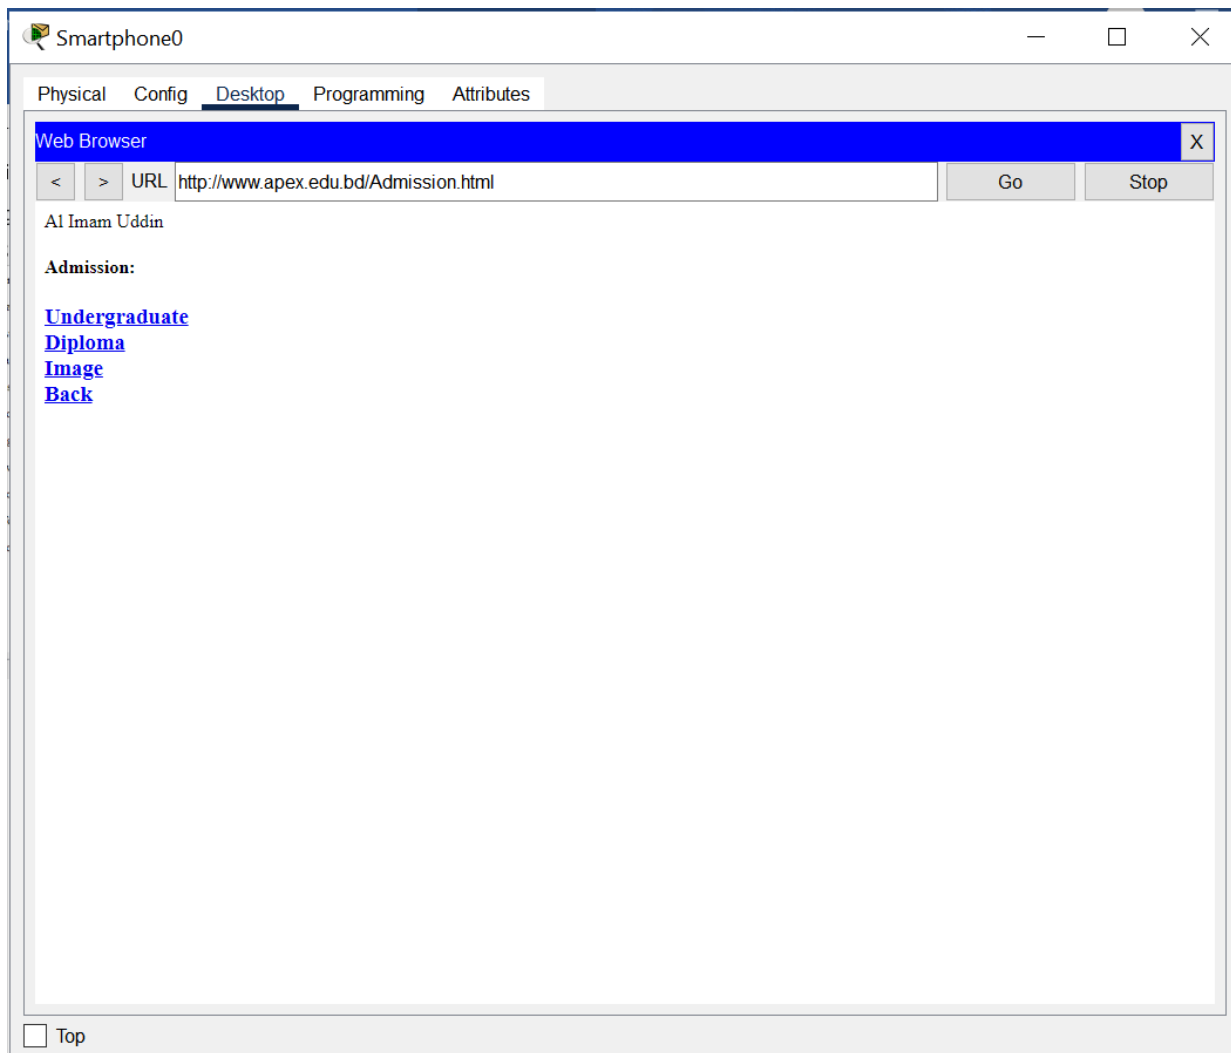 Smartphone0
Physical Config Desktop Programming Attributes
Web Browser X
< > URL http://www.apex.edu.bd/Admission.html Go Stop
Al Imam Uddin
Admission:
Undergraduate
Diploma
Image
Back
Top